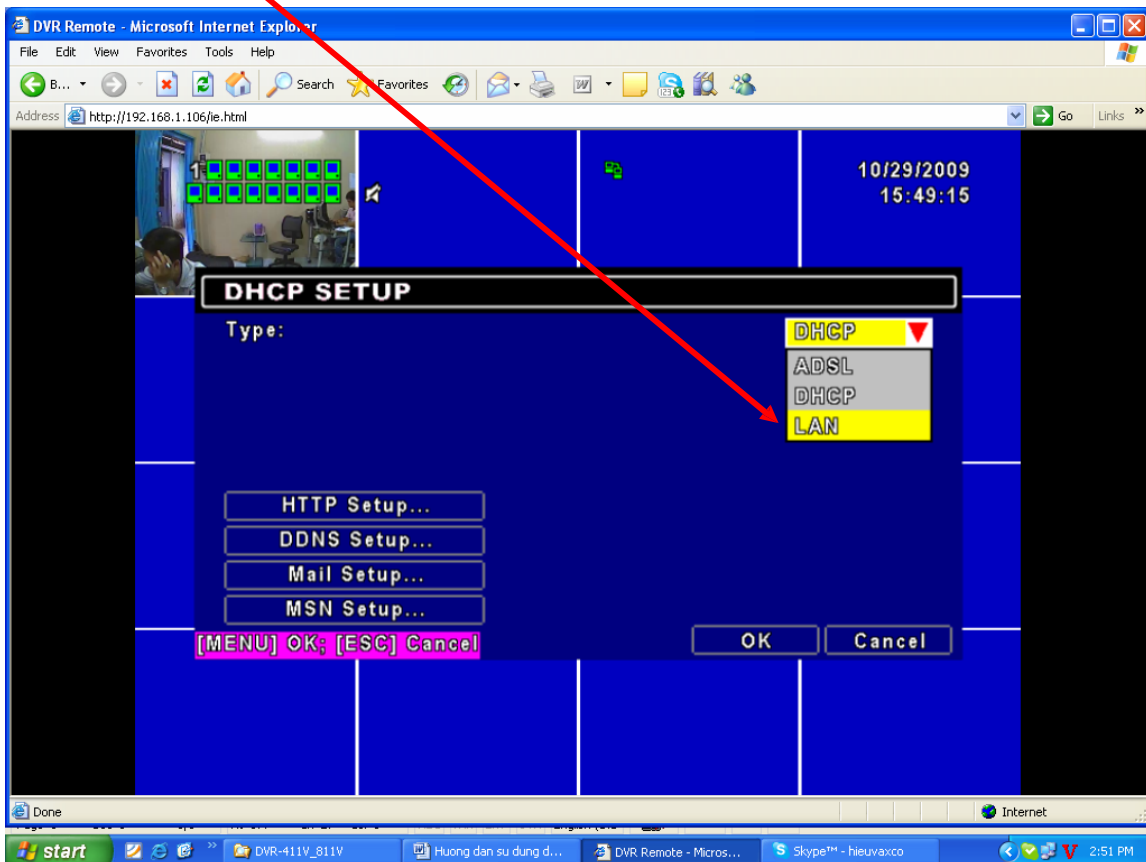 DVR Remote - Microsoft Internet Explorer
File Edit View Favorites Tools Help
B... Search Favorites
Address http://192.168.1.106/ie.html Go Links »
1
10/29/2009
15:49:15
DHCP SETUP
Type:
DHCP
ADSL
DHCP
LAN
HTTP Setup...
DDNS Setup...
Mail Setup...
MSN Setup...
[MENU] OK; [ESC] Cancel
OK Cancel
Done Internet
start » DVR-411V_811V Huong dan su dung d... DVR Remote - Micros... Skype™ - hieuvaxco V 2:51 PM